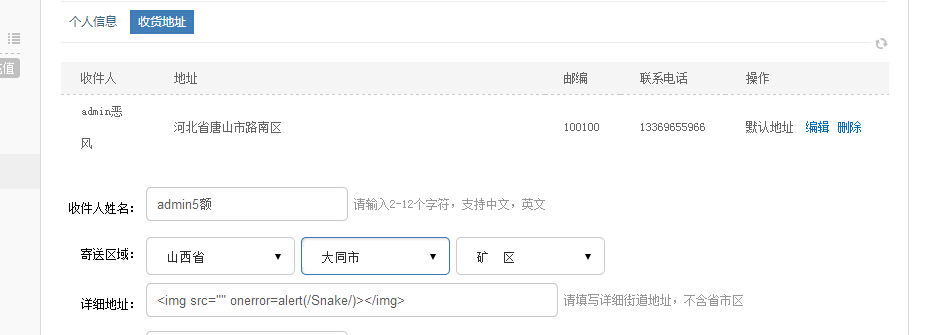 个人信息 收货地址
充值
收件人 地址 邮编 联系电话 操作
admin恶
风
河北省唐山市路南区 100100 13369655966 默认地址 编辑 删除
收件人姓名: admin5额 请输入2-12个字符，支持中文，英文
寄送区域: 山西省 大同市 矿 区
详细地址: <img src="" onerror=alert(/Snake/)></img> 请填写详细街道地址，不含省市区